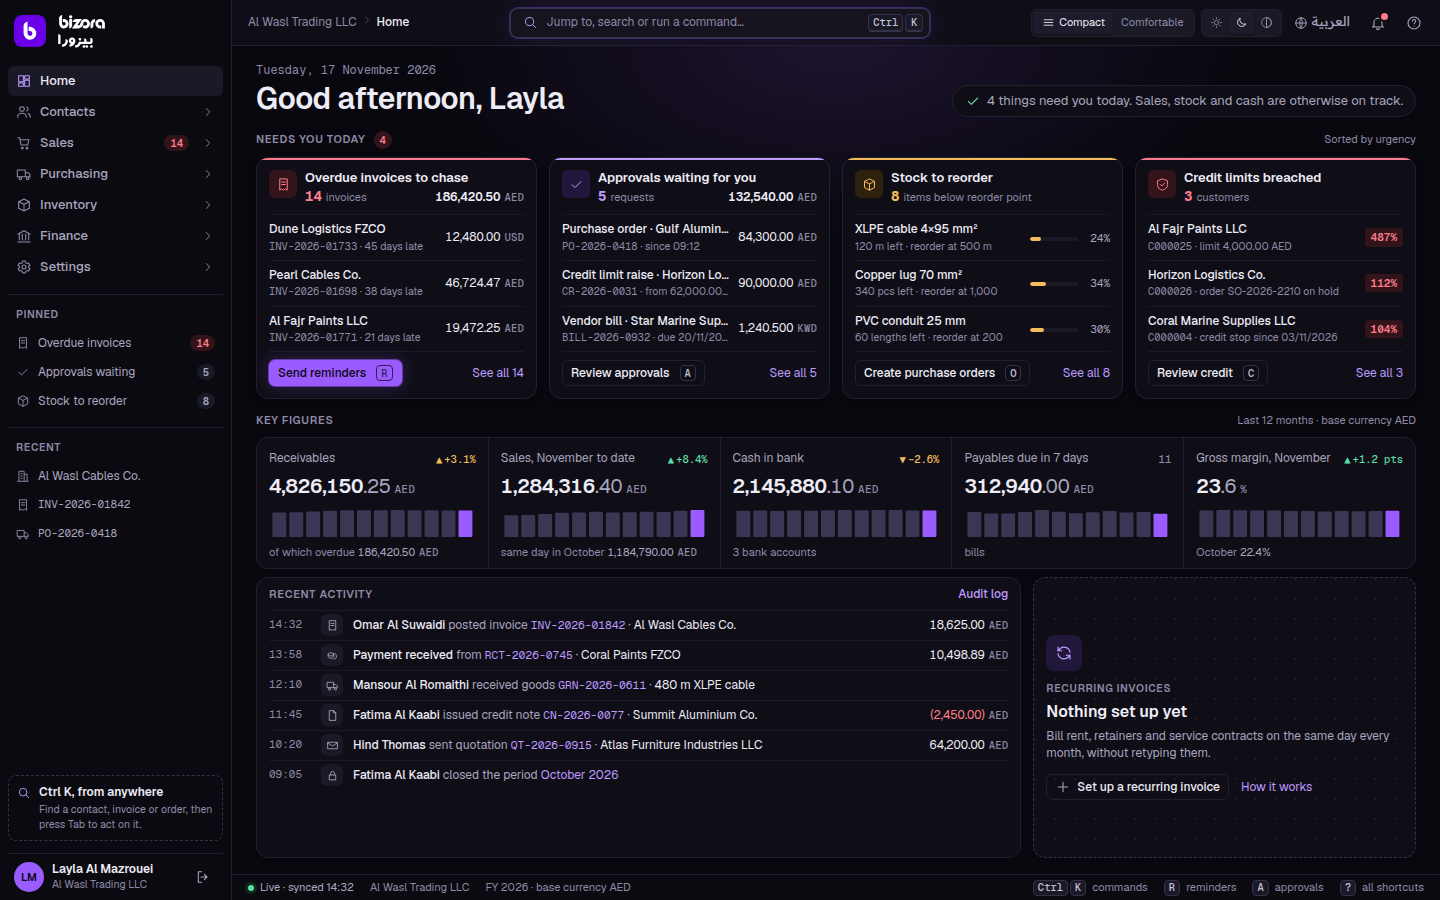 bizora
بيزورا
Home
Contacts
Sales 14
Purchasing
Inventory
Finance
Settings
PINNED
Overdue invoices 14
Approvals waiting 5
Stock to reorder 8
RECENT
Al Wasl Cables Co.
INV-2026-01842
PO-2026-0418
Ctrl K, from anywhere
Find a contact, invoice or order, then
press Tab to act on it.
LM
Layla Al Mazrouei
Al Wasl Trading LLC
Al Wasl Trading LLC Home
Jump to, search or run a command... Ctrl K
Compact Comfortable
العربية
Tuesday, 17 November 2026
Good afternoon, Layla
4 things need you today. Sales, stock and cash are otherwise on track.
NEEDS YOU TODAY 4
Sorted by urgency
Overdue invoices to chase
14 invoices 186,420.50 AED
Dune Logistics FZCO
INV-2026-01733 · 45 days late
12,480.00 USD
Pearl Cables Co.
INV-2026-01698 · 38 days late
46,724.47 AED
Al Fajr Paints LLC
INV-2026-01771 · 21 days late
19,472.25 AED
Send reminders R
See all 14
Approvals waiting for you
5 requests 132,540.00 AED
Purchase order · Gulf Alumin...
PO-2026-0418 · since 09:12
84,300.00 AED
Credit limit raise · Horizon Lo...
CR-2026-0031 · from 62,000.00...
90,000.00 AED
Vendor bill · Star Marine Sup...
BILL-2026-0932 · due 20/11/20...
1,240.500 KWD
Review approvals A
See all 5
Stock to reorder
8 items below reorder point
XLPE cable 4×95 mm²
120 m left · reorder at 500 m
24%
Copper lug 70 mm²
340 pcs left · reorder at 1,000
34%
PVC conduit 25 mm
60 lengths left · reorder at 200
30%
Create purchase orders O
See all 8
Credit limits breached
3 customers
Al Fajr Paints LLC
C000025 · limit 4,000.00 AED
487%
Horizon Logistics Co.
C000026 · order SO-2026-2210 on hold
112%
Coral Marine Supplies LLC
C000004 · credit stop since 03/11/2026
104%
Review credit C
See all 3
KEY FIGURES
Last 12 months · base currency AED
Receivables ▲+3.1%
4,826,150.25 AED
of which overdue 186,420.50 AED
Sales, November to date ▲+8.4%
1,284,316.40 AED
same day in October 1,184,790.00 AED
Cash in bank ▼−2.6%
2,145,880.10 AED
3 bank accounts
Payables due in 7 days 11
312,940.00 AED
bills
Gross margin, November ▲+1.2 pts
23.6 %
October 22.4%
RECENT ACTIVITY
Audit log
14:32 Omar Al Suwaidi posted invoice INV-2026-01842 · Al Wasl Cables Co. 18,625.00 AED
13:58 Payment received from RCT-2026-0745 · Coral Paints FZCO 10,498.89 AED
12:10 Mansour Al Romaithi received goods GRN-2026-0611 · 480 m XLPE cable
11:45 Fatima Al Kaabi issued credit note CN-2026-0077 · Summit Aluminium Co. (2,450.00) AED
10:20 Hind Thomas sent quotation QT-2026-0915 · Atlas Furniture Industries LLC 64,200.00 AED
09:05 Fatima Al Kaabi closed the period October 2026
RECURRING INVOICES
Nothing set up yet
Bill rent, retainers and service contracts on the same day every
month, without retyping them.
Set up a recurring invoice
How it works
Live · synced 14:32
Al Wasl Trading LLC
FY 2026 · base currency AED
Ctrl K commands
R reminders
A approvals
? all shortcuts